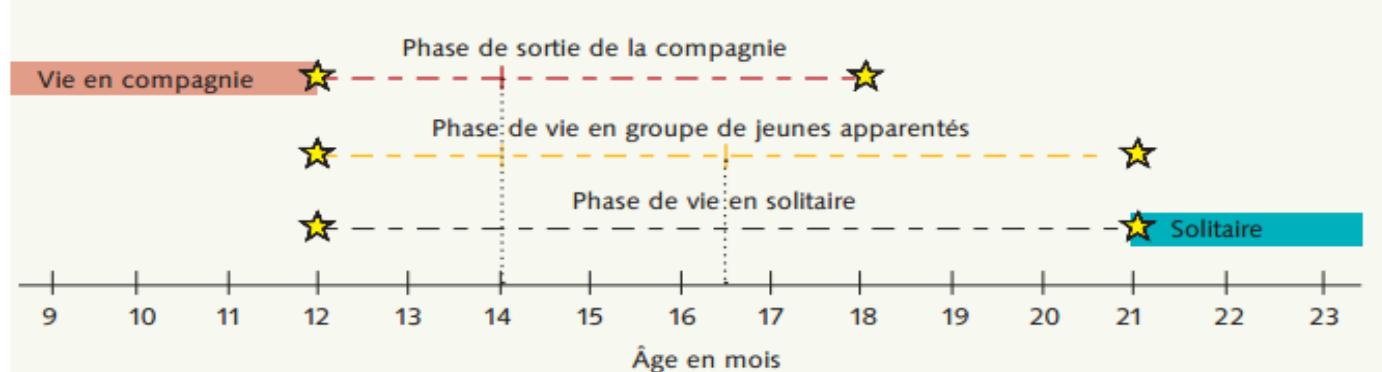 Phase de sortie de la compagnie
Vie en compagnie
Phase de vie en groupe de jeunes apparentés
Phase de vie en solitaire
Solitaire
9 10 11 12 13 14 15 16 17 18 19 20 21 22 23
Âge en mois